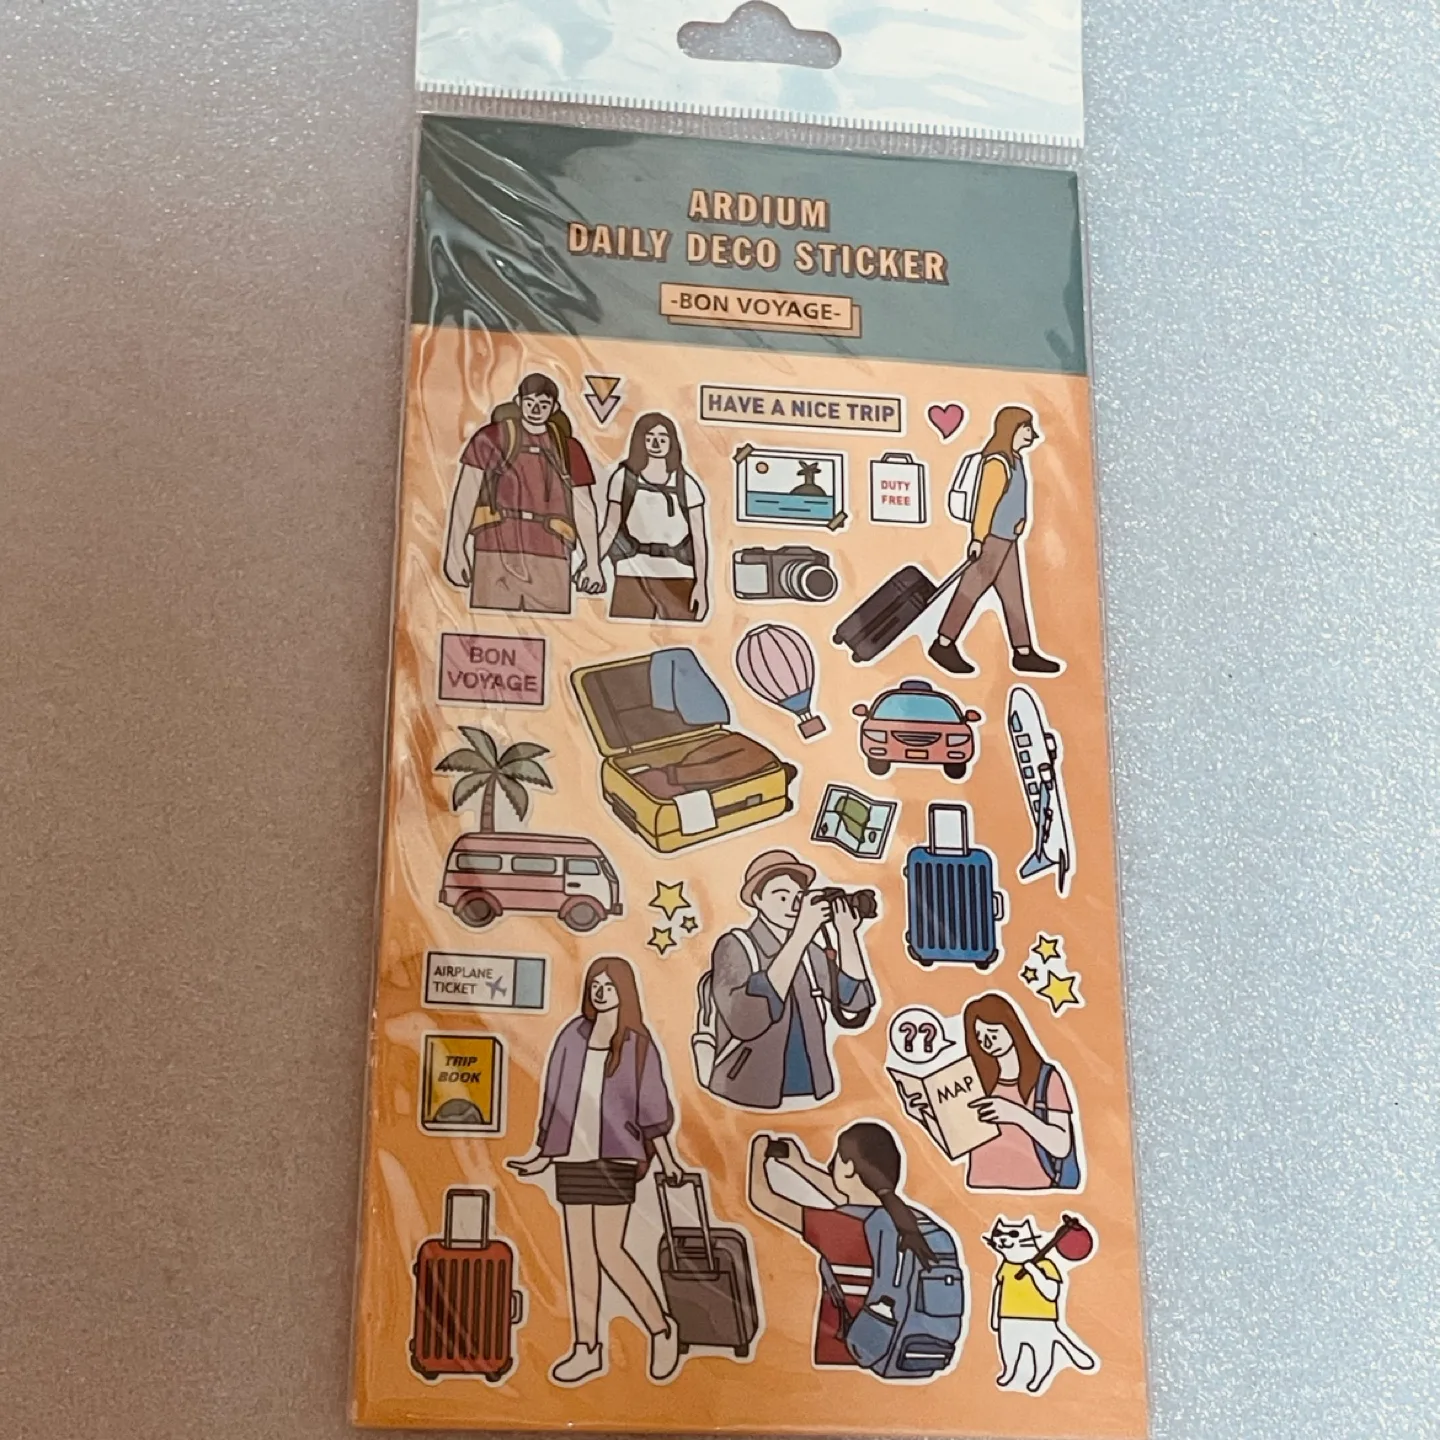 ARDIUM
DAILY DECO STICKER
-BON VOYAGE-
HAVE A NICE TRIP
DUTY
FREE
BON
VOYAGE
AIRPLANE
TICKET
TRIP
BOOK
??
MAP